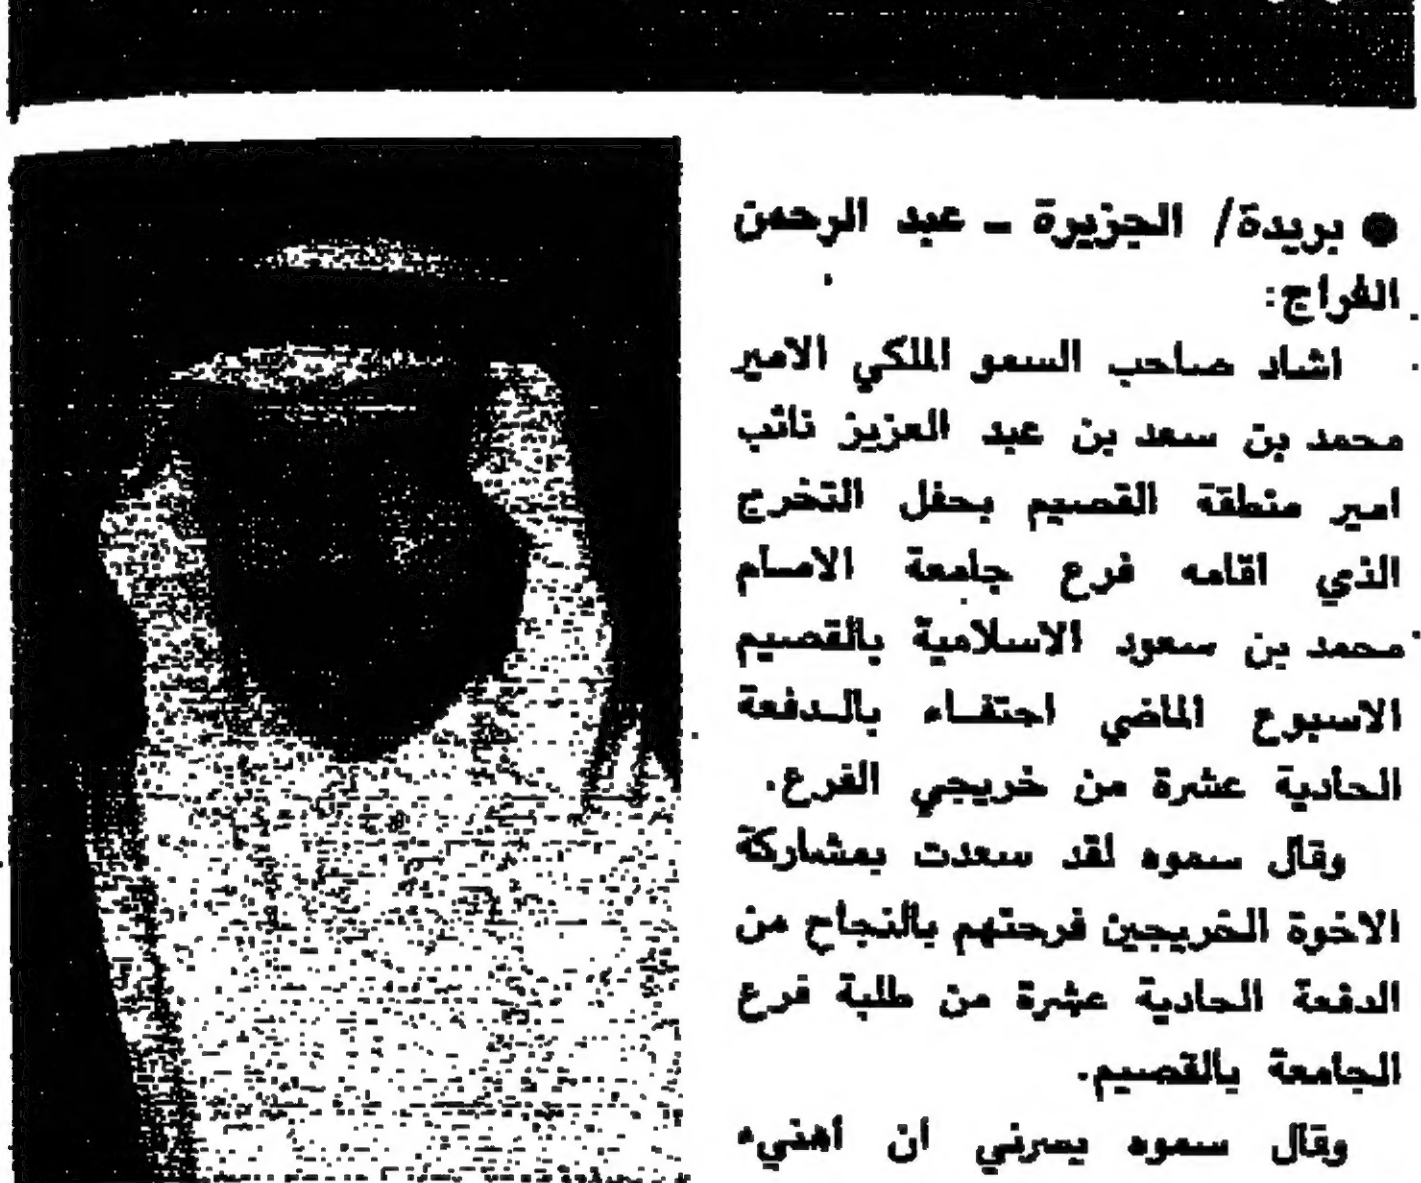 ● بريدة/ الجزيرة ـ عبد الرحمن
الفراج:
اشاد صاحب السمو الملكي الامير
محمد بن سعد بن عبد العزيز نائب
امير منطقة القصيم بحفل التخرج
الذي اقامه فرع جامعة الامام
محمد بن سعود الاسلامية بالقصيم
الاسبوع الماضي احتفاء بالدفعة
الحادية عشرة من خريجي الفرع.
وقال سموه لقد سعدت بمشاركة
الاخوة الخريجين فرحتهم بالنجاح من
الدفعة الحادية عشرة من طلبة فرع
الجامعة بالقصيم.
وقال سموه يسرني ان أهنيء